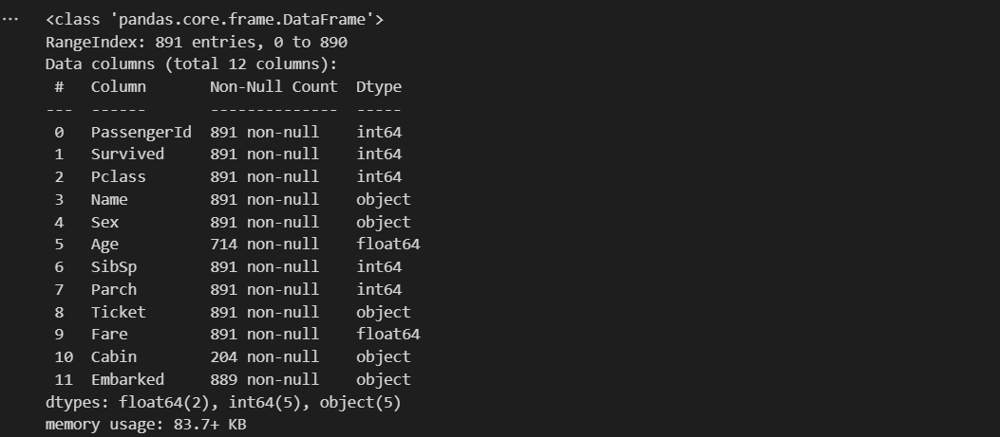 ... <class 'pandas.core.frame.DataFrame'>
RangeIndex: 891 entries, 0 to 890
Data columns (total 12 columns):
 #   Column       Non-Null Count  Dtype
---  ------       --------------  -----
 0   PassengerId  891 non-null    int64
 1   Survived     891 non-null    int64
 2   Pclass       891 non-null    int64
 3   Name         891 non-null    object
 4   Sex          891 non-null    object
 5   Age          714 non-null    float64
 6   SibSp        891 non-null    int64
 7   Parch        891 non-null    int64
 8   Ticket       891 non-null    object
 9   Fare         891 non-null    float64
 10  Cabin        204 non-null    object
 11  Embarked     889 non-null    object
dtypes: float64(2), int64(5), object(5)
memory usage: 83.7+ KB